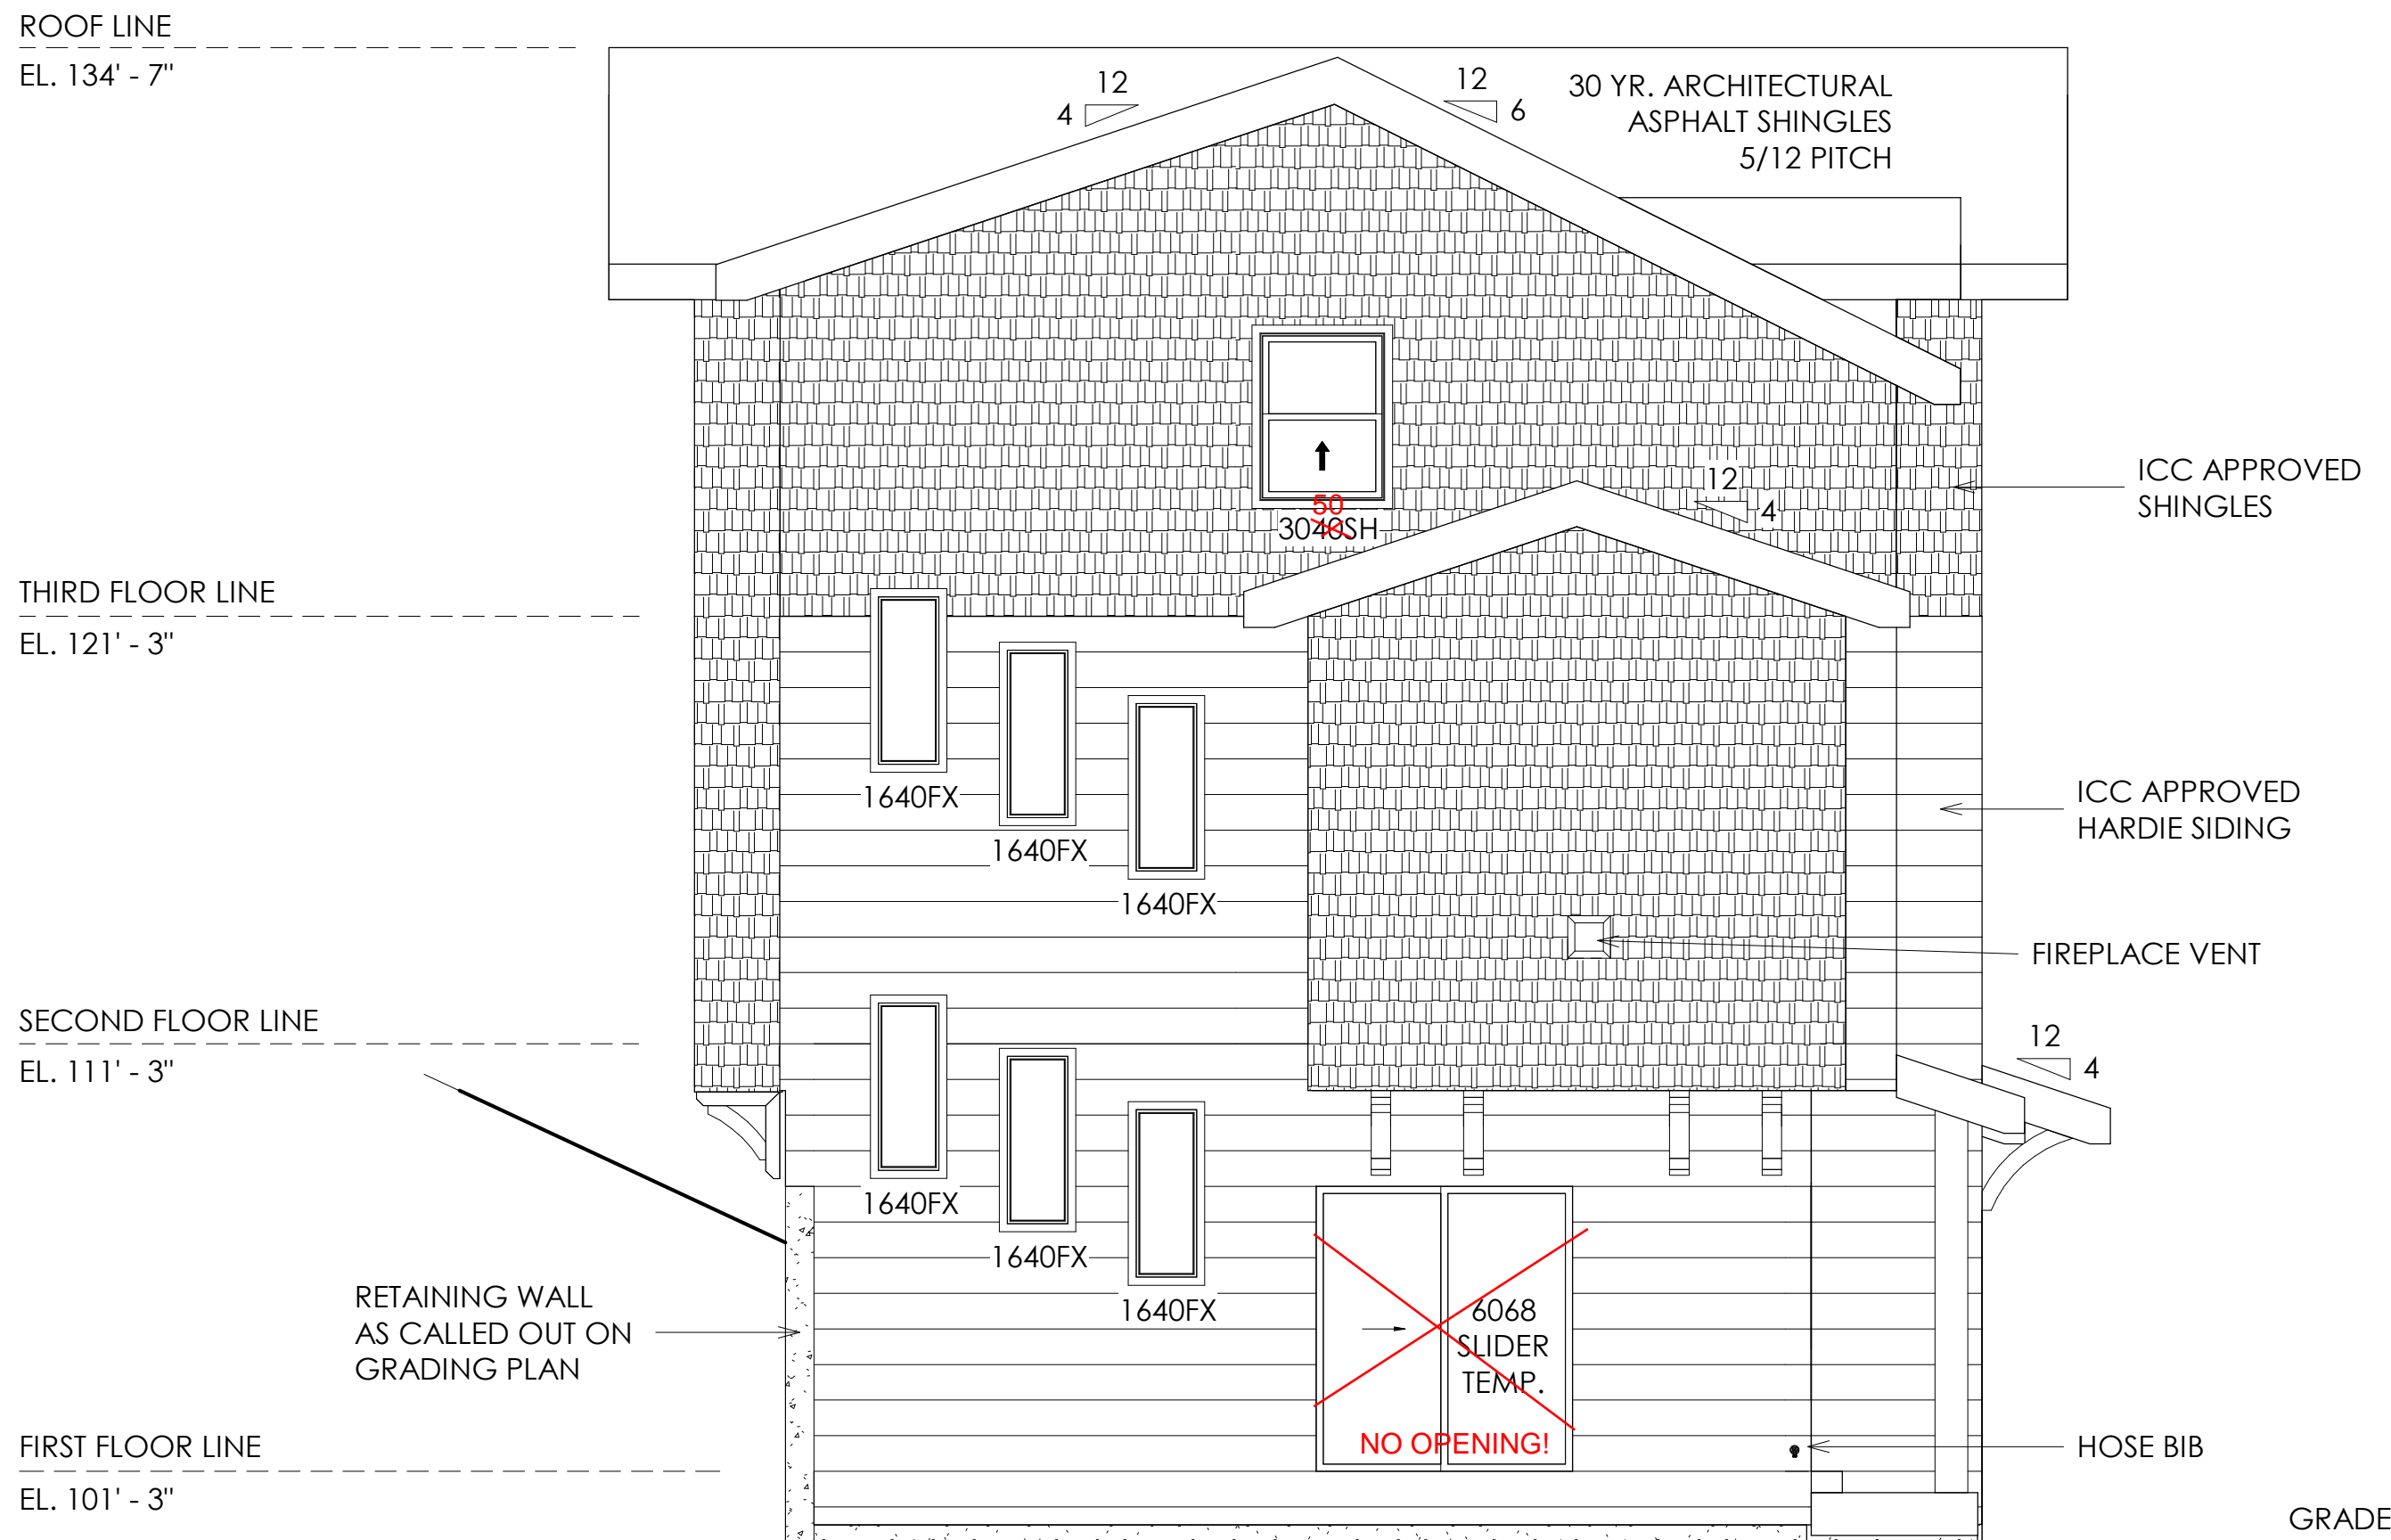 ROOF LINE
EL. 134' - 7"
12
4
12
6
30 YR. ARCHITECTURAL
ASPHALT SHINGLES
5/12 PITCH
ICC APPROVED
SHINGLES
12
4
50
3040SH
THIRD FLOOR LINE
EL. 121' - 3"
1640FX
1640FX
1640FX
ICC APPROVED
HARDIE SIDING
FIREPLACE VENT
SECOND FLOOR LINE
EL. 111' - 3"
12
4
1640FX
1640FX
1640FX
RETAINING WALL
AS CALLED OUT ON
GRADING PLAN
6068
SLIDER
TEMP.
NO OPENING!
HOSE BIB
FIRST FLOOR LINE
EL. 101' - 3"
GRADE